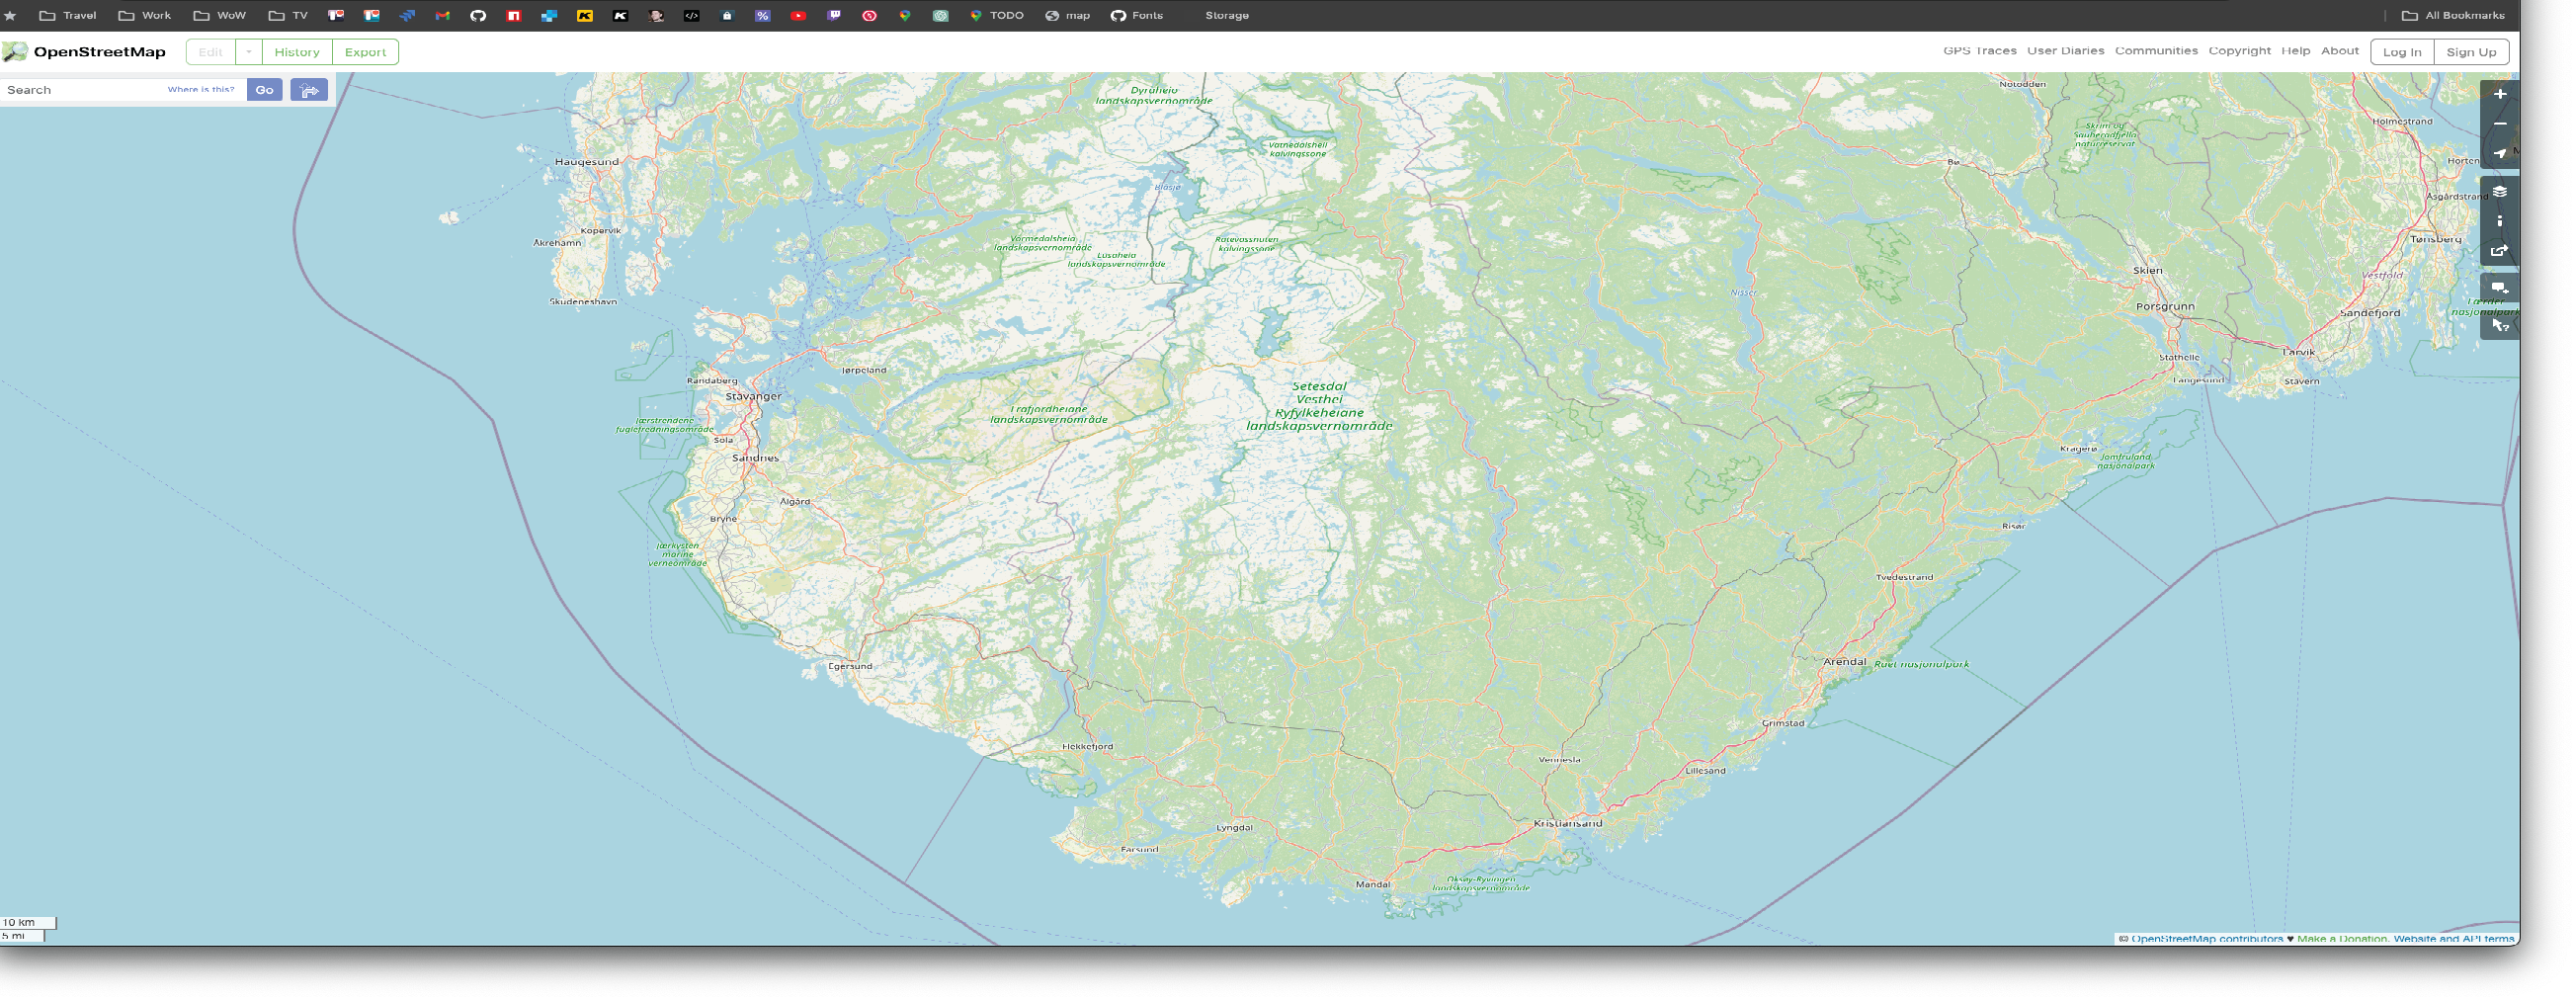 Travel Work WoW TV TODO map Fonts Storage All Bookmarks
OpenStreetMap Edit History Export GPS Traces User Diaries Communities Copyright Help About Log In Sign Up
Search Where is this? Go
Notodden
Dyraheio
landskapsvernområde
Holmestrand
Skrim og
Sauheradfjella
naturreservat
Vatnedalsheii
kalvingssone
Haugesund
Bø
Horten
Blåsjø
Åsgårdstrand
Kopervik
Åkrehamn
Vormedalsheia
landskapsvernområde
Ratevassnuten
kalvingssone
Tønsberg
Lusaheia
landskapsvernområde
Skien
Vestfold
Nisser
Skudeneshavn
Porsgrunn
Færder
nasjonalpark
Sandefjord
Larvik
Stathelle
Jørpeland
Randaberg
Langesund
Stavern
Setesdal
Vesthei
Ryfylkeheiane
landskapsvernområde
Stavanger
Frafjordheiane
landskapsvernområde
Jærstrendene
fuglefredningsområde
Sola
Kragerø
Sandnes
Jomfruland
nasjonalpark
Ålgård
Bryne
Risør
Jærkysten
marine
verneområde
Tvedestrand
Egersund
Arendal
Raet nasjonalpark
Grimstad
Flekkefjord
Vennesla
Lillesand
Kristiansand
Lyngdal
Farsund
Mandal
Oksøy-Ryvingen
landskapsvernområde
10 km
5 mi
© OpenStreetMap contributors ♥ Make a Donation. Website and API terms